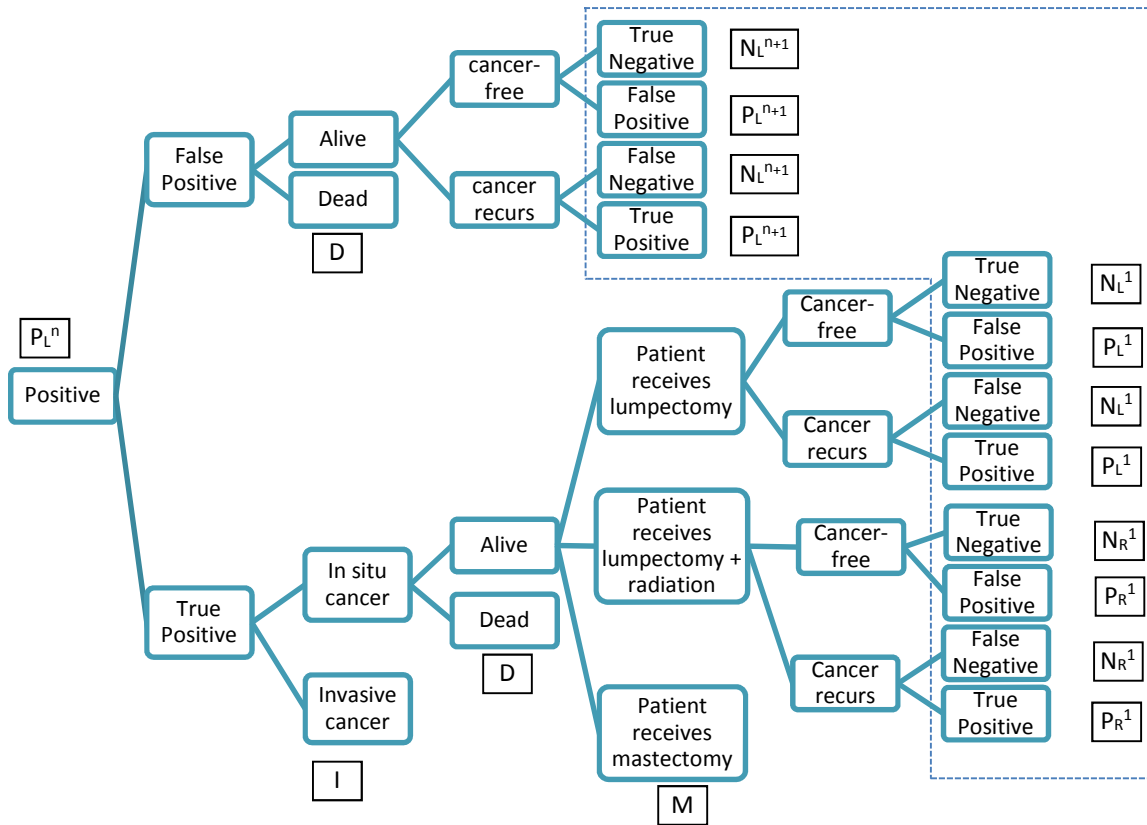 True
Negative
N_L^{n+1}
cancer-
free
False
Positive
P_L^{n+1}
False
Positive
Alive
False
Negative
N_L^{n+1}
Dead
cancer
recurs
True
Positive
P_L^{n+1}
D
P_L^n
Positive
True
Negative
N_L^1
Cancer-
free
False
Positive
P_L^1
Patient
receives
lumpectomy
False
Negative
N_L^1
Cancer
recurs
True
Positive
P_L^1
True
Positive
In situ
cancer
Alive
Patient
receives
lumpectomy +
radiation
Cancer-
free
True
Negative
N_R^1
False
Positive
P_R^1
Dead
D
Cancer
recurs
False
Negative
N_R^1
True
Positive
P_R^1
Invasive
cancer
I
Patient
receives
mastectomy
M